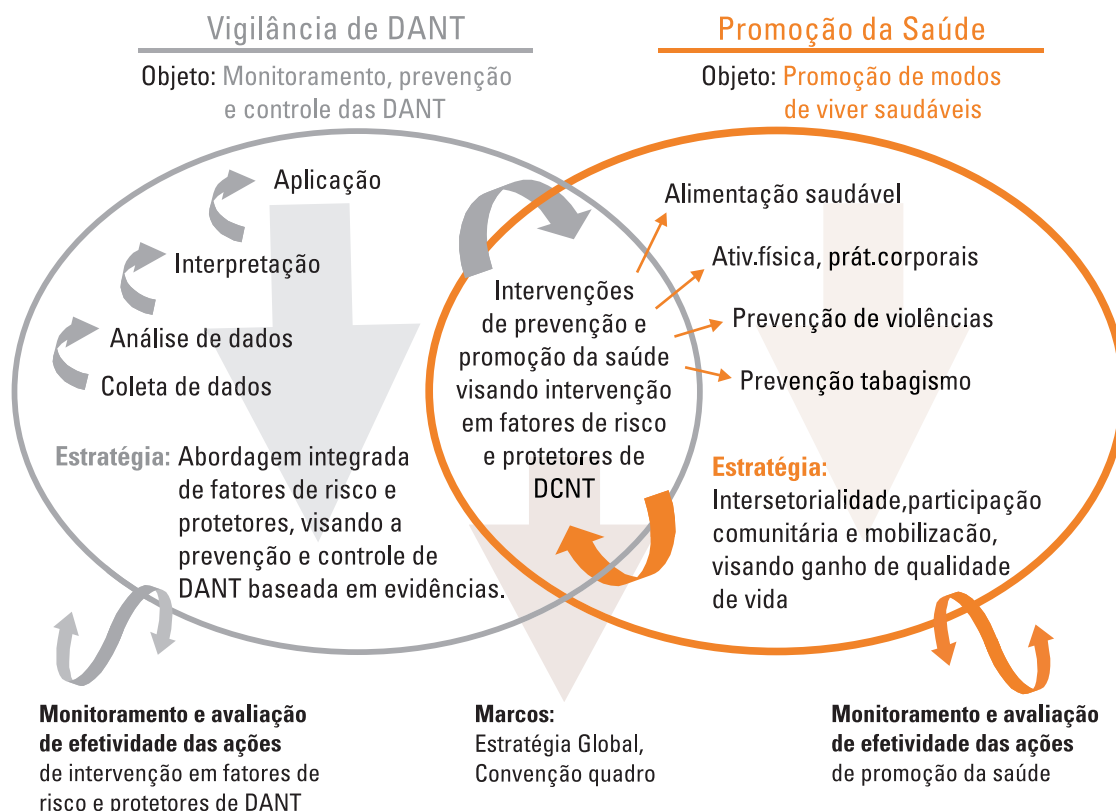 Vigilância de DANT
Objeto: Monitoramento, prevenção
e controle das DANT
Promoção da Saúde
Objeto: Promoção de modos
de viver saudáveis
Aplicação
Interpretação
Análise de dados
Coleta de dados
Estratégia: Abordagem integrada
de fatores de risco e
protetores, visando a
prevenção e controle de
DANT baseada em evidências.
Intervenções
de prevenção e
promoção da saúde
visando intervenção
em fatores de risco
e protetores de
DCNT
Alimentação saudável
Ativ.física, prát.corporais
Prevenção de violências
Prevenção tabagismo
Estratégia:
Intersetorialidade,participação
comunitária e mobilizacão,
visando ganho de qualidade
de vida
Monitoramento e avaliação
de efetividade das ações
de intervenção em fatores de
risco e protetores de DANT
Marcos:
Estratégia Global,
Convenção quadro
Monitoramento e avaliação
de efetividade das ações
de promoção da saúde